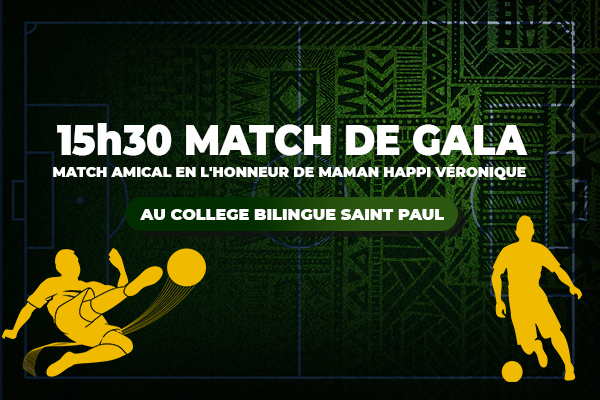 15h30 MATCH DE GALA
MATCH AMICAL EN L'HONNEUR DE MAMAN HAPPI VÉRONIQUE
AU COLLEGE BILINGUE SAINT PAUL